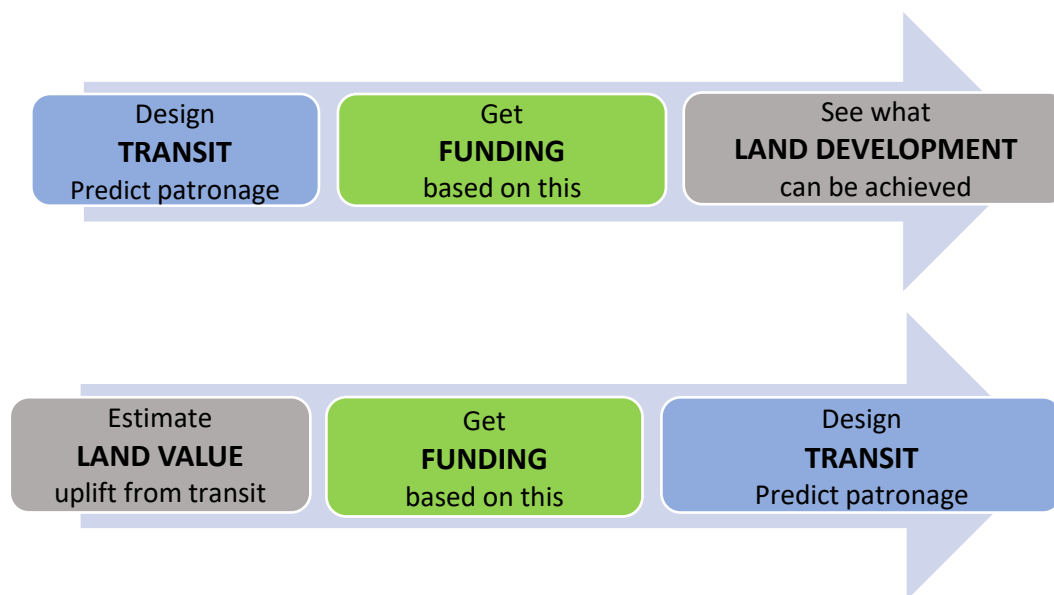 Design
TRANSIT
Predict patronage
Get
FUNDING
based on this
See what
LAND DEVELOPMENT
can be achieved
Estimate
LAND VALUE
uplift from transit
Get
FUNDING
based on this
Design
TRANSIT
Predict patronage